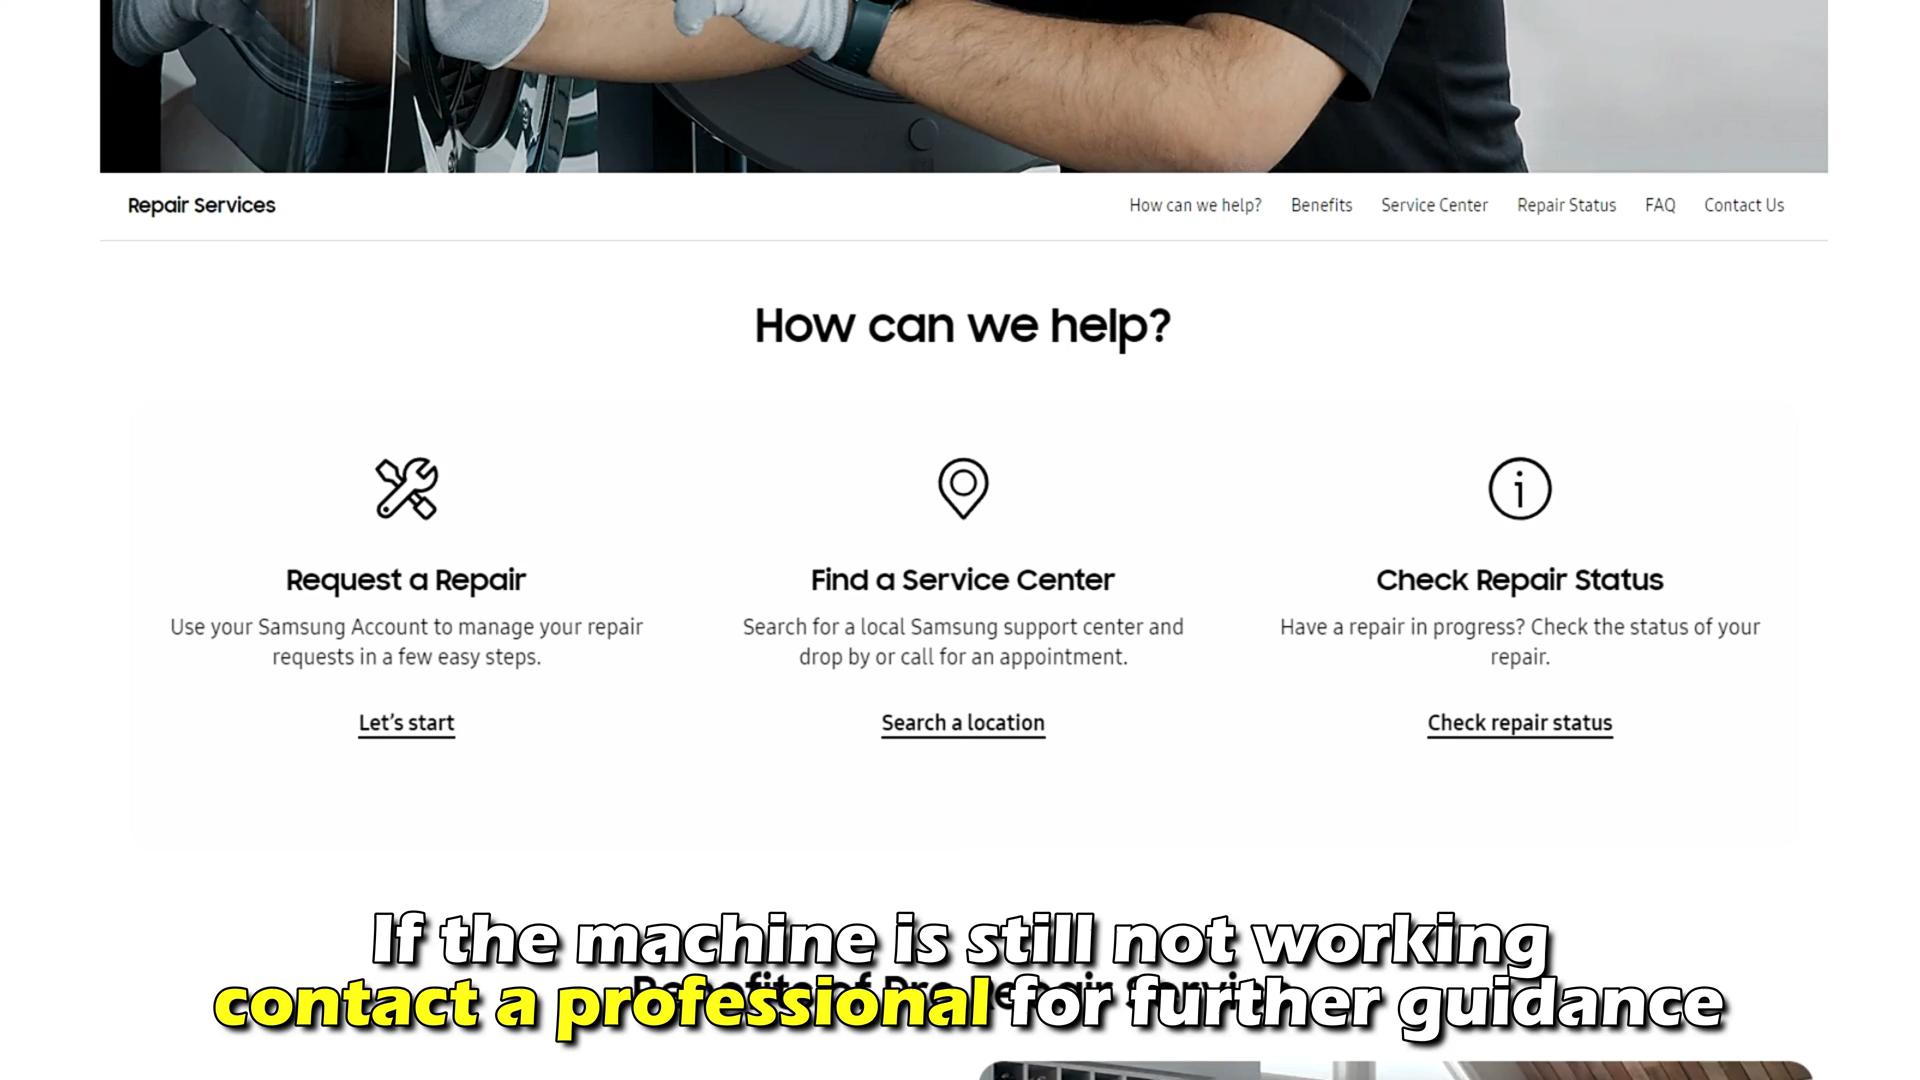 Repair Services
How can we help?
Benefits
Service Center
Repair Status
FAQ
Contact Us
How can we help?
Request a Repair
Use your Samsung Account to manage your repair
requests in a few easy steps.
Let's start
Find a Service Center
Search for a local Samsung support center and
drop by or call for an appointment.
Search a location
Check Repair Status
Have a repair in progress? Check the status of your
repair.
Check repair status
If the machine is still not working
contact a professional for further guidance